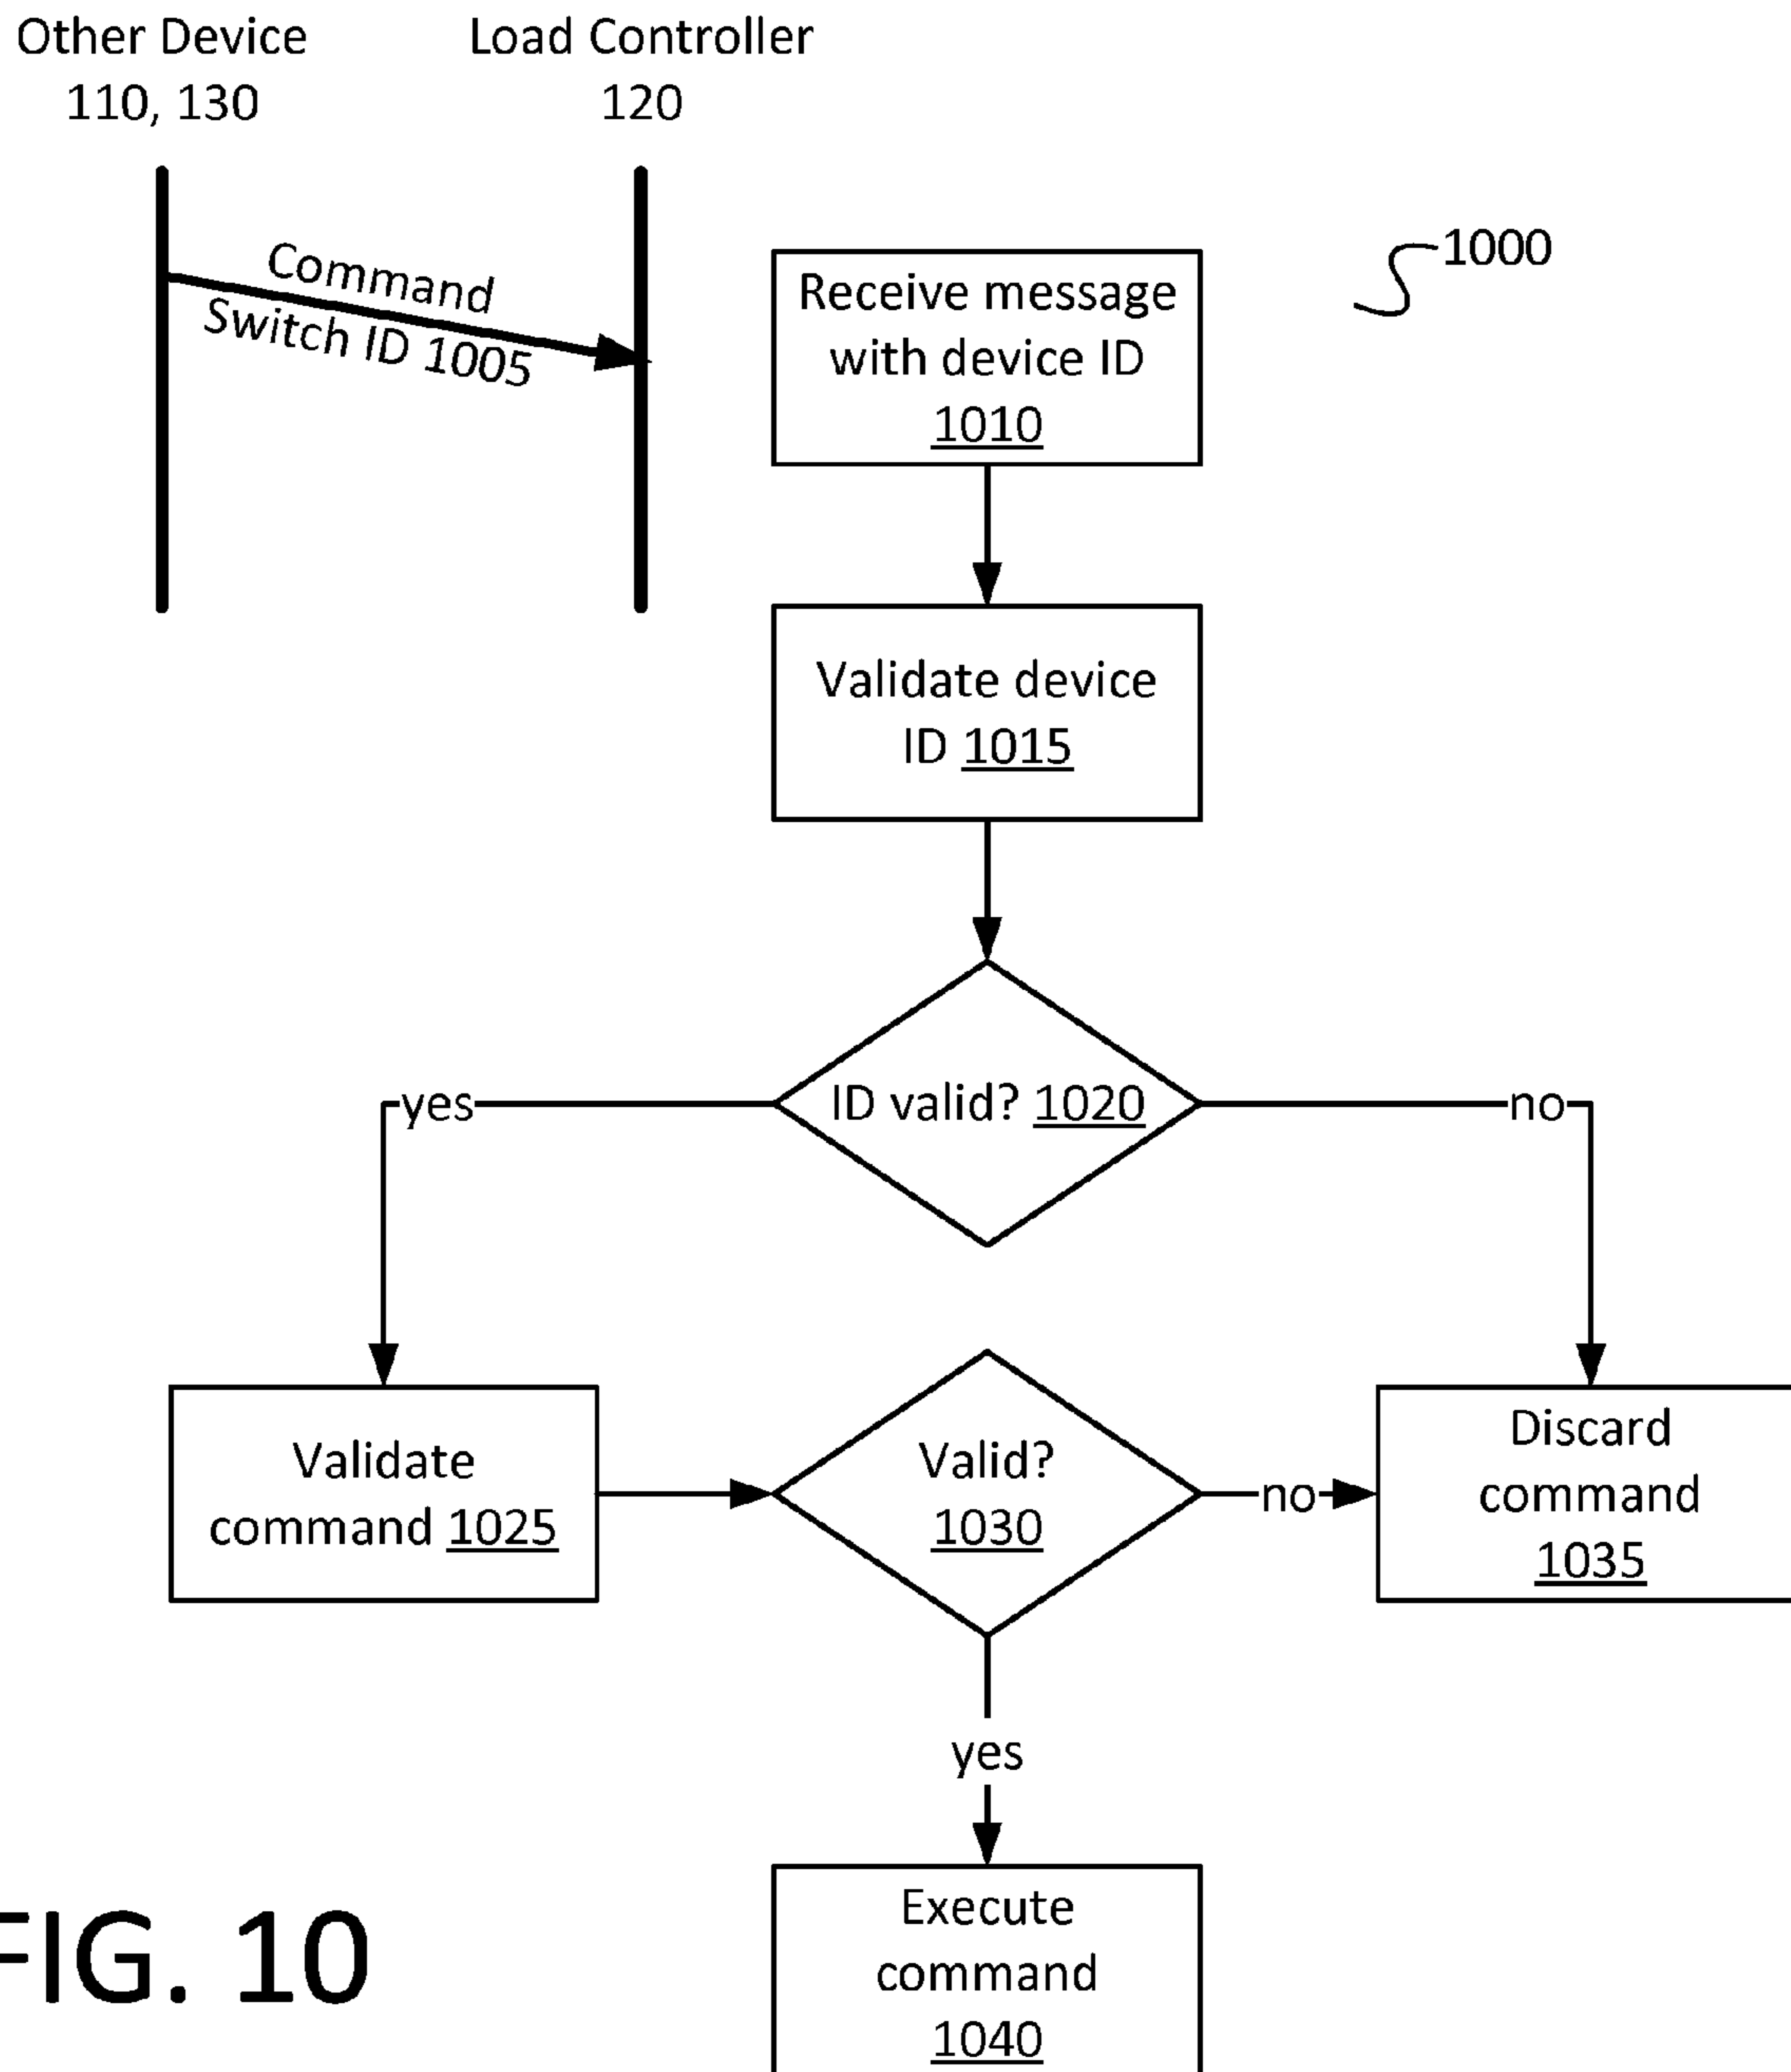 Other Device
110, 130
Load Controller
120
Command
Switch ID 1005
1000
Receive message
with device ID
1010
Validate device
ID 1015
ID valid? 1020
yes
no
Validate
command 1025
Valid?
1030
no
Discard
command
1035
yes
Execute
command
1040
FIG. 10